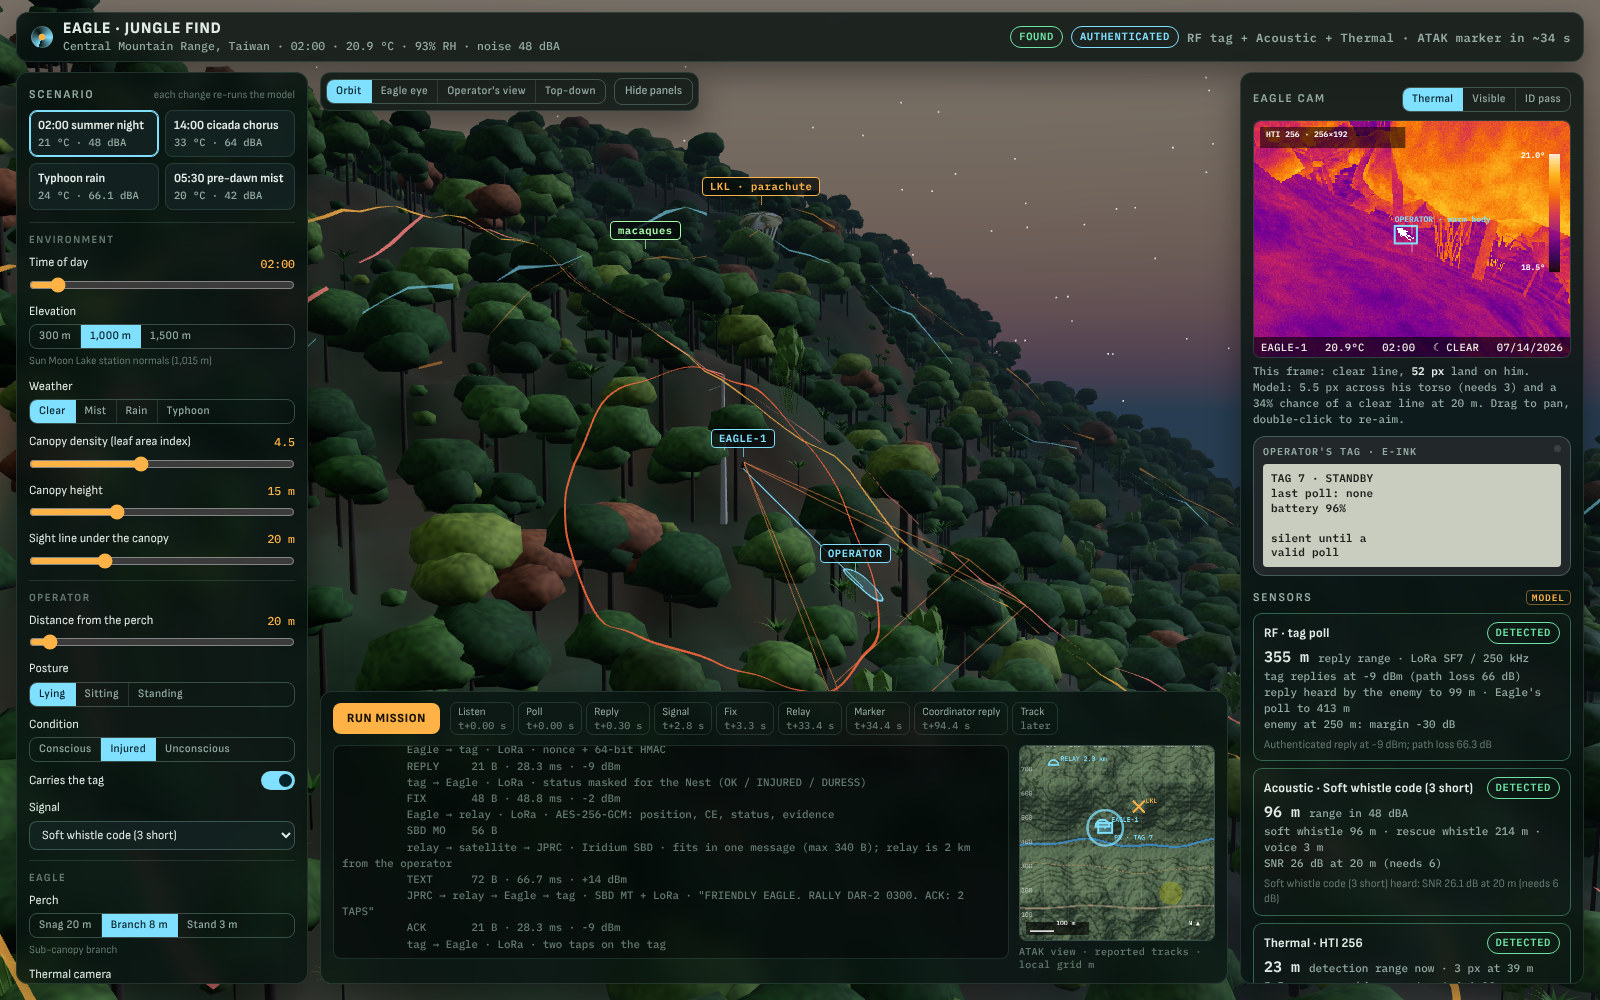 EAGLE · JUNGLE FIND
Central Mountain Range, Taiwan · 02:00 · 20.9 °C · 93% RH · noise 48 dBA
FOUND
AUTHENTICATED
RF tag + Acoustic + Thermal · ATAK marker in ~34 s
SCENARIO
each change re-runs the model
02:00 summer night
21 °C · 48 dBA
14:00 cicada chorus
33 °C · 64 dBA
Typhoon rain
24 °C · 66.1 dBA
05:30 pre-dawn mist
20 °C · 42 dBA
ENVIRONMENT
Time of day 02:00
Elevation
300 m 1,000 m 1,500 m
Sun Moon Lake station normals (1,015 m)
Weather
Clear Mist Rain Typhoon
Canopy density (leaf area index) 4.5
Canopy height 15 m
Sight line under the canopy 20 m
OPERATOR
Distance from the perch 20 m
Posture
Lying Sitting Standing
Condition
Conscious Injured Unconscious
Carries the tag
Signal
Soft whistle code (3 short)
EAGLE
Perch
Snag 20 m Branch 8 m Stand 3 m
Sub-canopy branch
Thermal camera
Orbit Eagle eye Operator's view Top-down Hide panels
LKL · parachute
macaques
EAGLE-1
OPERATOR
RUN MISSION
Listen
t+0.00 s
Poll
t+0.00 s
Reply
t+0.30 s
Signal
t+2.8 s
Fix
t+3.3 s
Relay
t+33.4 s
Marker
t+34.4 s
Coordinator reply
t+94.4 s
Track
later
Eagle → tag · LoRa · nonce + 64-bit HMAC
REPLY 21 B · 28.3 ms · -9 dBm
tag → Eagle · LoRa · status masked for the Nest (OK / INJURED / DURESS)
FIX 48 B · 48.8 ms · -2 dBm
Eagle → relay · LoRa · AES-256-GCM: position, CE, status, evidence
SBD MO 56 B
relay → satellite → JPRC · Iridium SBD · fits in one message (max 340 B); relay is 2 km
from the operator
TEXT 72 B · 66.7 ms · +14 dBm
JPRC → relay → Eagle → tag · SBD MT + LoRa · "FRIENDLY EAGLE. RALLY DAR-2 0300. ACK: 2
TAPS"
ACK 21 B · 28.3 ms · -9 dBm
tag → Eagle · LoRa · two taps on the tag
RELAY 2.0 km
LKL
EAGLE-1
TAG 7
100 m
N ▲
ATAK view · reported tracks ·
local grid m
EAGLE CAM
Thermal Visible ID pass
HTI 256 · 256×192
21.0°
OPERATOR · warm body
18.5°
EAGLE-1 20.9°C 02:00 ☾ CLEAR 07/14/2026
This frame: clear line, 52 px land on him.
Model: 5.5 px across his torso (needs 3) and a
34% chance of a clear line at 20 m. Drag to pan,
double-click to re-aim.
OPERATOR'S TAG · E-INK
TAG 7 · STANDBY
last poll: none
battery 96%
silent until a
valid poll
SENSORS
MODEL
RF · tag poll
DETECTED
355 m reply range · LoRa SF7 / 250 kHz
tag replies at -9 dBm (path loss 66 dB)
reply heard by the enemy to 99 m · Eagle's
poll to 413 m
enemy at 250 m: margin -30 dB
Authenticated reply at -9 dBm; path loss 66.3 dB
Acoustic · Soft whistle code (3 short)
DETECTED
96 m range in 48 dBA
soft whistle 96 m · rescue whistle 214 m ·
voice 3 m
SNR 26 dB at 20 m (needs 6)
Soft whistle code (3 short) heard: SNR 26.1 dB at 20 m (needs 6
dB)
Thermal · HTI 256
DETECTED
23 m detection range now · 3 px at 39 m